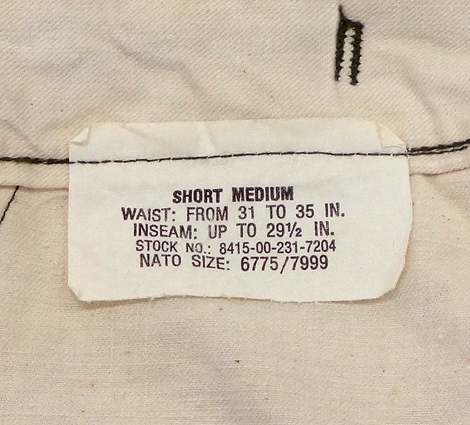 SHORT MEDIUM
WAIST: FROM 31 TO 35 IN.
INSEAM: UP TO 29½ IN.
STOCK NO.: 8415-00-231-7204
NATO SIZE: 6775/7999